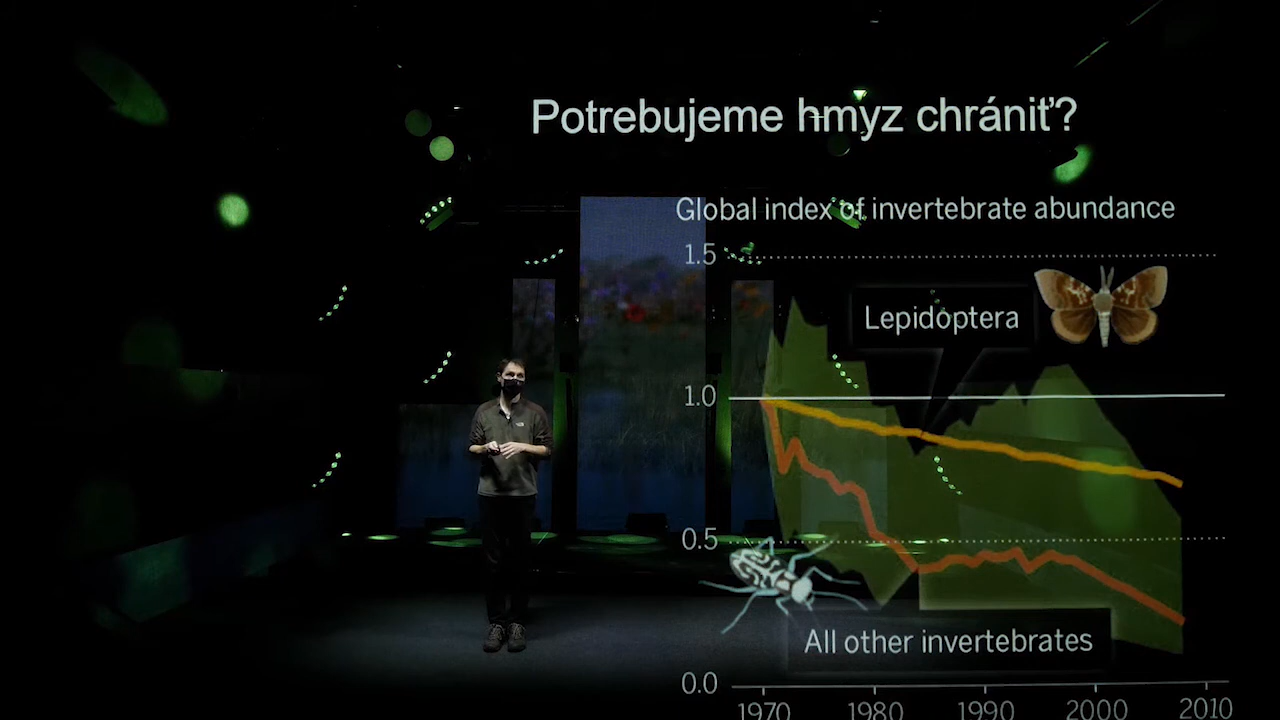 Potrebujeme hmyz chrániť?
Global index of invertebrate abundance
1.5
Lepidoptera
1.0
0.5
All other invertebrates
0.0
1970 1980 1990 2000 2010